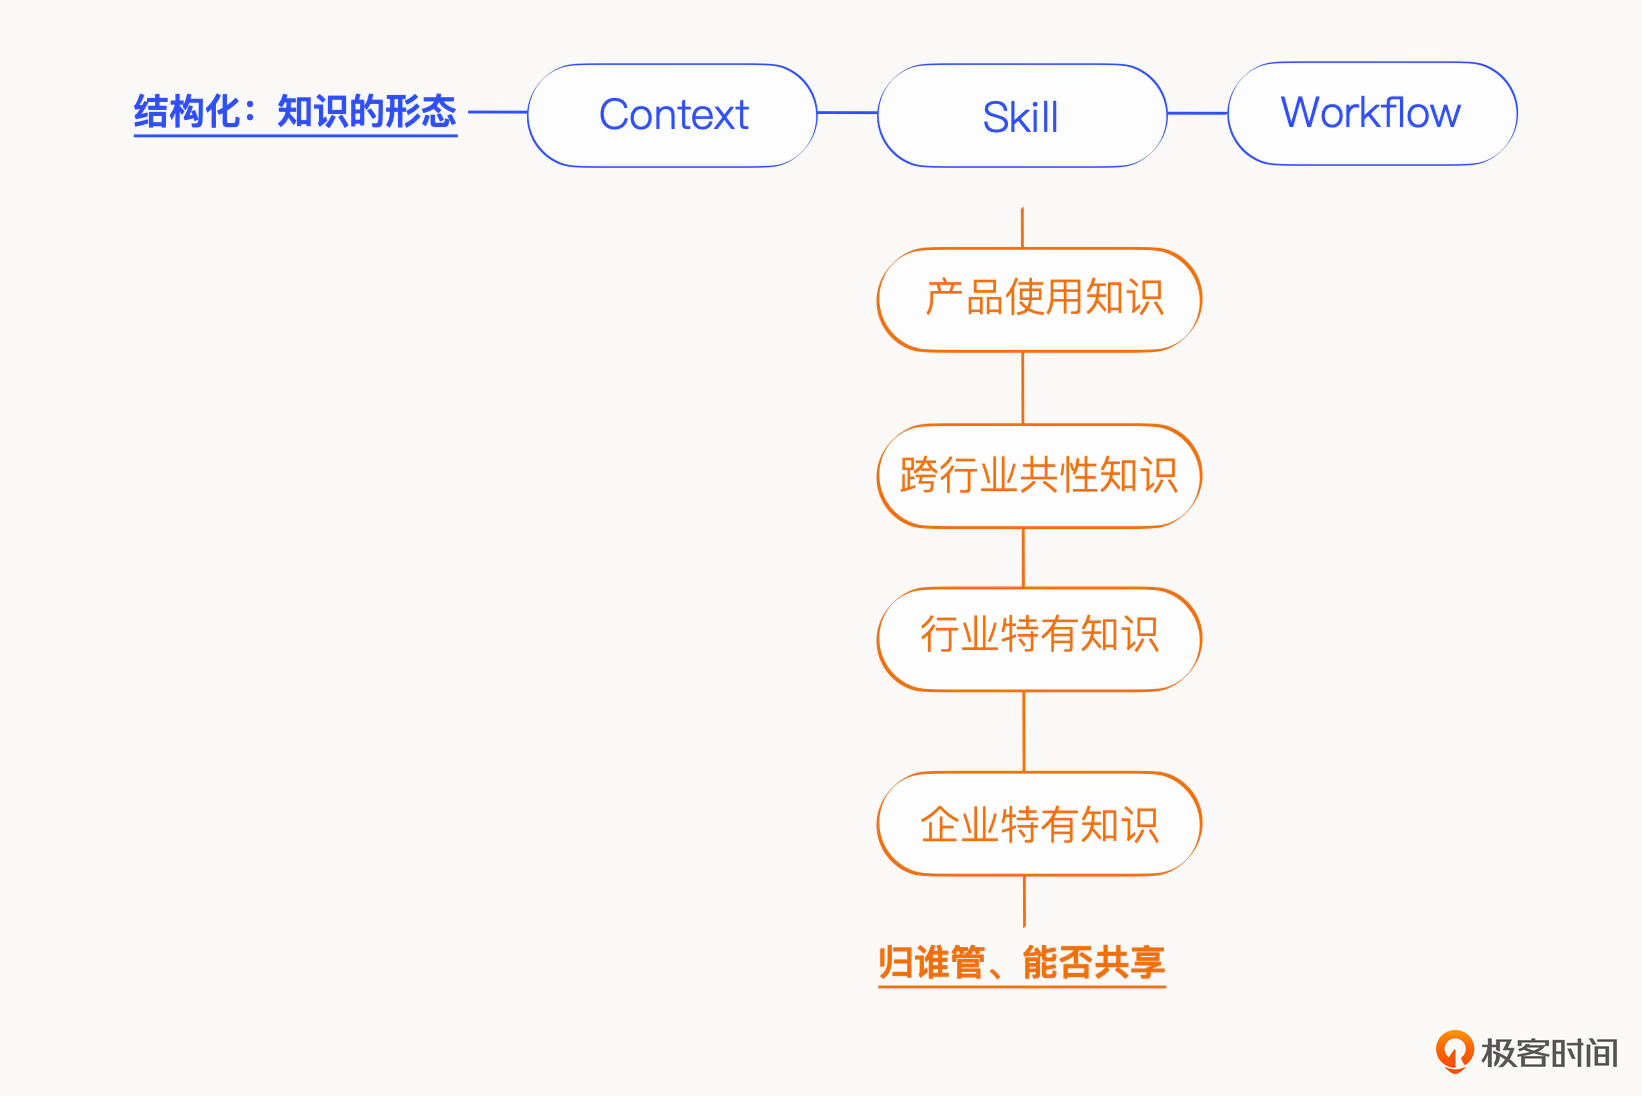 结构化：知识的形态
Context
Skill
Workflow
产品使用知识
跨行业共性知识
行业特有知识
企业特有知识
归谁管、能否共享
极客时间